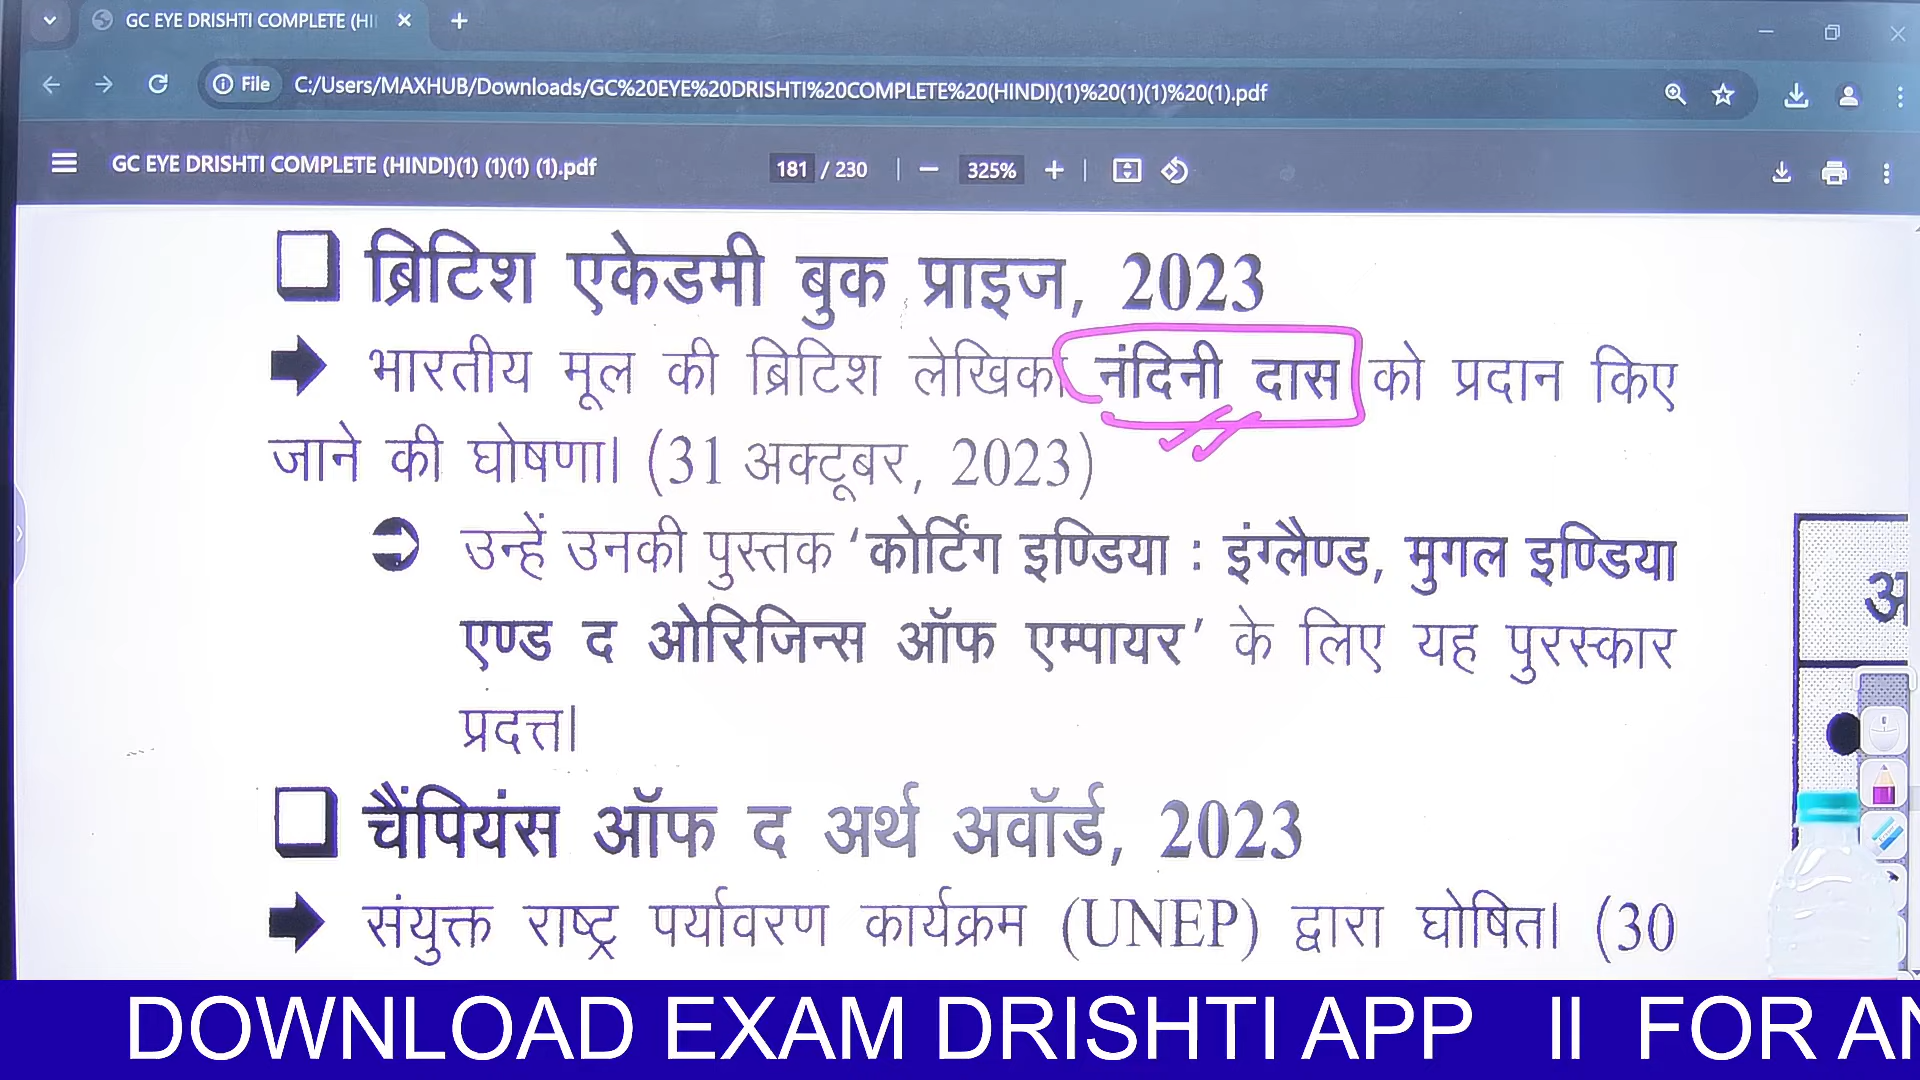 GC EYE DRISHTI COMPLETE (HI
File C:/Users/MAXHUB/Downloads/GC%20EYE%20DRISHTI%20COMPLETE%20(HINDI)(1)%20(1)(1)%20(1).pdf
GC EYE DRISHTI COMPLETE (HINDI)(1) (1)(1) (1).pdf 181 / 230 325%
ब्रिटिश एकेडमी बुक प्राइज, 2023
भारतीय मूल की ब्रिटिश लेखिका नंदिनी दास को प्रदान किए
जाने की घोषणा। (31 अक्टूबर, 2023)
उन्हें उनकी पुस्तक ‘कोर्टिंग इण्डिया : इंग्लैण्ड, मुगल इण्डिया
एण्ड द ओरिजिन्स ऑफ एम्पायर’ के लिए यह पुरस्कार
प्रदत्त।
चैंपियंस ऑफ द अर्थ अवॉर्ड, 2023
संयुक्त राष्ट्र पर्यावरण कार्यक्रम (UNEP) द्वारा घोषित। (30
DOWNLOAD EXAM DRISHTI APP II FOR AN